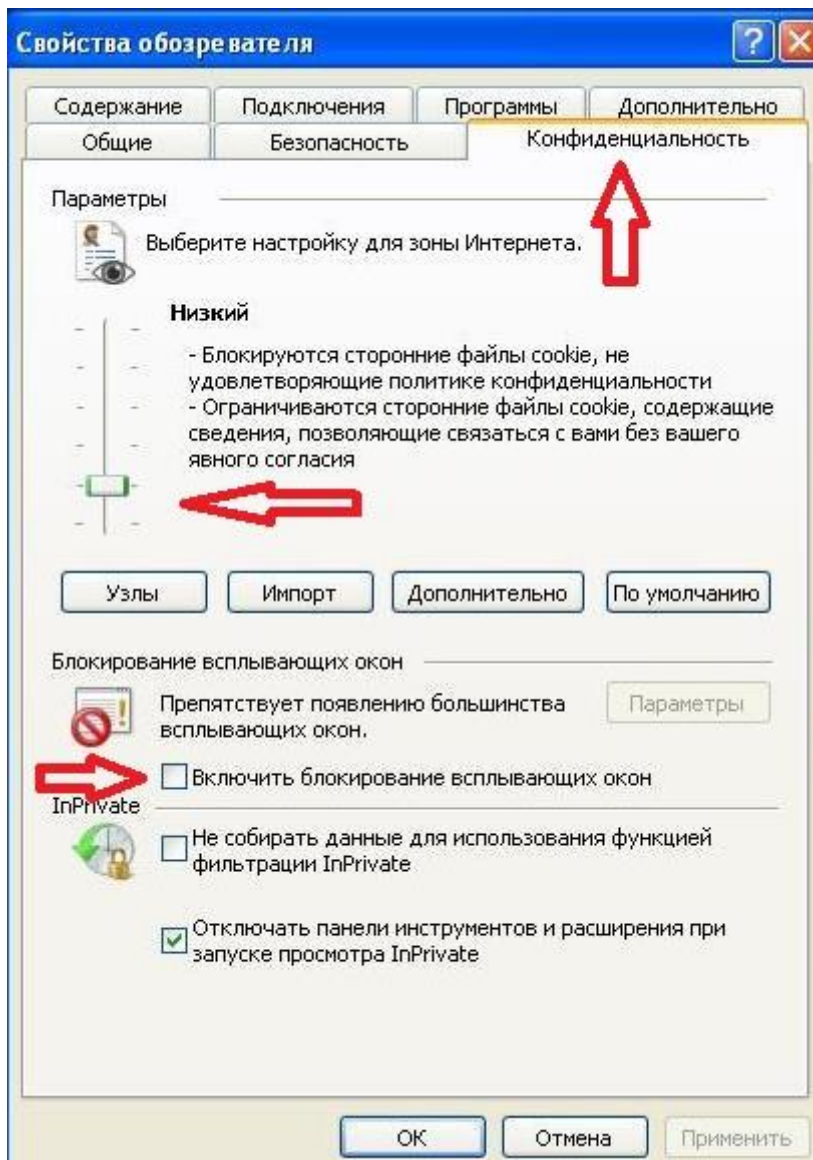 Свойства обозревателя
Содержание Подключения Программы Дополнительно
Общие Безопасность Конфиденциальность
Параметры
Выберите настройку для зоны Интернета.
Низкий
- Блокируются сторонние файлы cookie, не
удовлетворяющие политике конфиденциальности
- Ограничиваются сторонние файлы cookie, содержащие
сведения, позволяющие связаться с вами без вашего
явного согласия
Узлы Импорт Дополнительно По умолчанию
Блокирование всплывающих окон
Препятствует появлению большинства
всплывающих окон.
Параметры
Включить блокирование всплывающих окон
InPrivate
Не собирать данные для использования функцией
фильтрации InPrivate
Отключать панели инструментов и расширения при
запуске просмотра InPrivate
ОК Отмена Применить